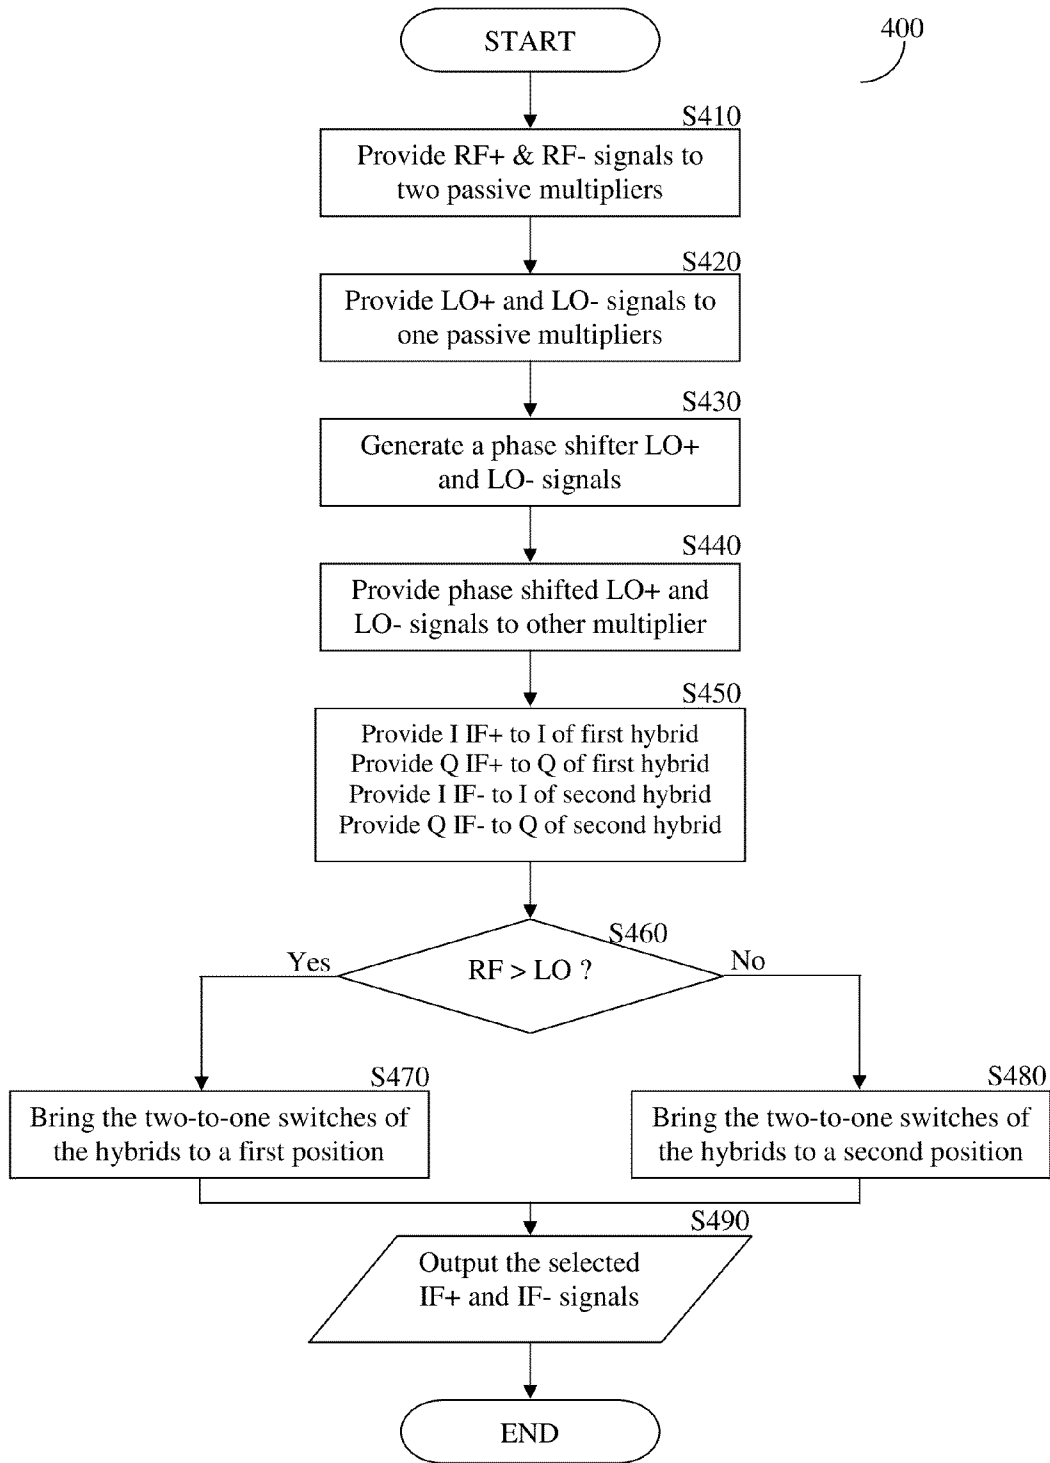 START
400
S410
Provide RF+ & RF- signals to
two passive multipliers
S420
Provide LO+ and LO- signals to
one passive multipliers
S430
Generate a phase shifter LO+
and LO- signals
S440
Provide phase shifted LO+ and
LO- signals to other multiplier
S450
Provide I IF+ to I of first hybrid
Provide Q IF+ to Q of first hybrid
Provide I IF- to I of second hybrid
Provide Q IF- to Q of second hybrid
S460
Yes
RF > LO ?
No
S470
Bring the two-to-one switches of
the hybrids to a first position
S480
Bring the two-to-one switches of
the hybrids to a second position
S490
Output the selected
IF+ and IF- signals
END